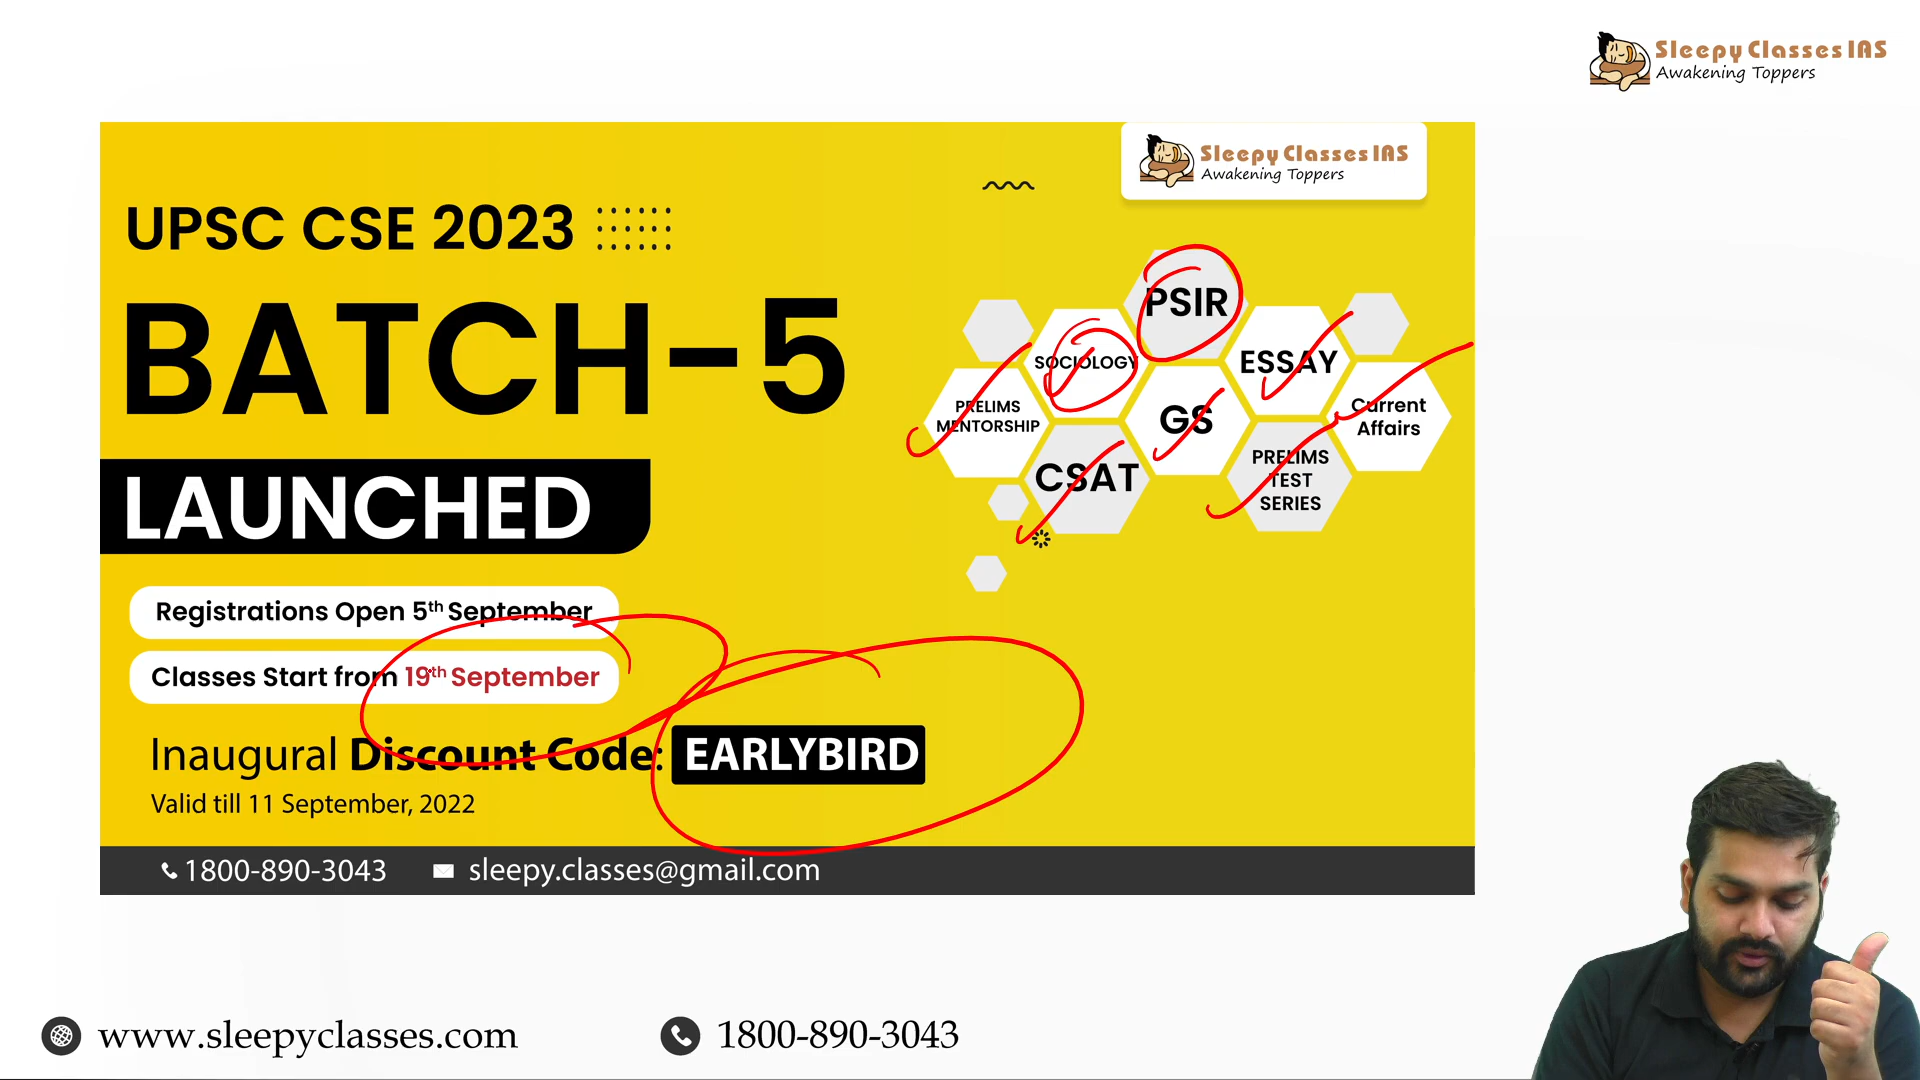 Sleepy Classes IAS
Awakening Toppers
Sleepy Classes IAS
Awakening Toppers
UPSC CSE 2023
BATCH-5
LAUNCHED
Registrations Open 5th September
Classes Start from 19th September
Inaugural Discount Code: EARLYBIRD
Valid till 11 September, 2022
1800-890-3043 sleepy.classes@gmail.com
PSIR
SOCIOLOGY
ESSAY
PRELIMS
MENTORSHIP
GS
Current
Affairs
CSAT
PRELIMS
TEST
SERIES
www.sleepyclasses.com 1800-890-3043